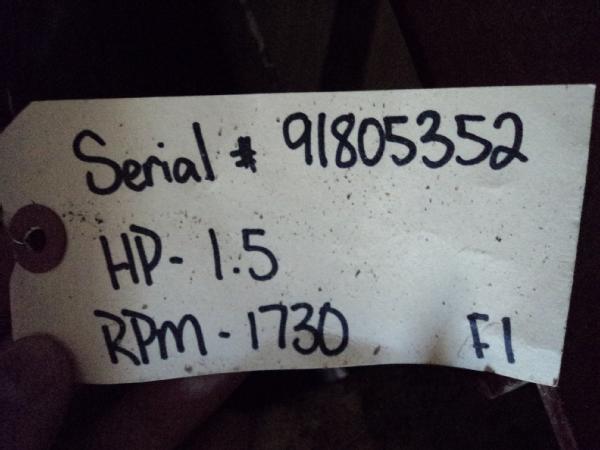 Serial # 91805352
HP- 1.5
RPM - 1730 F1